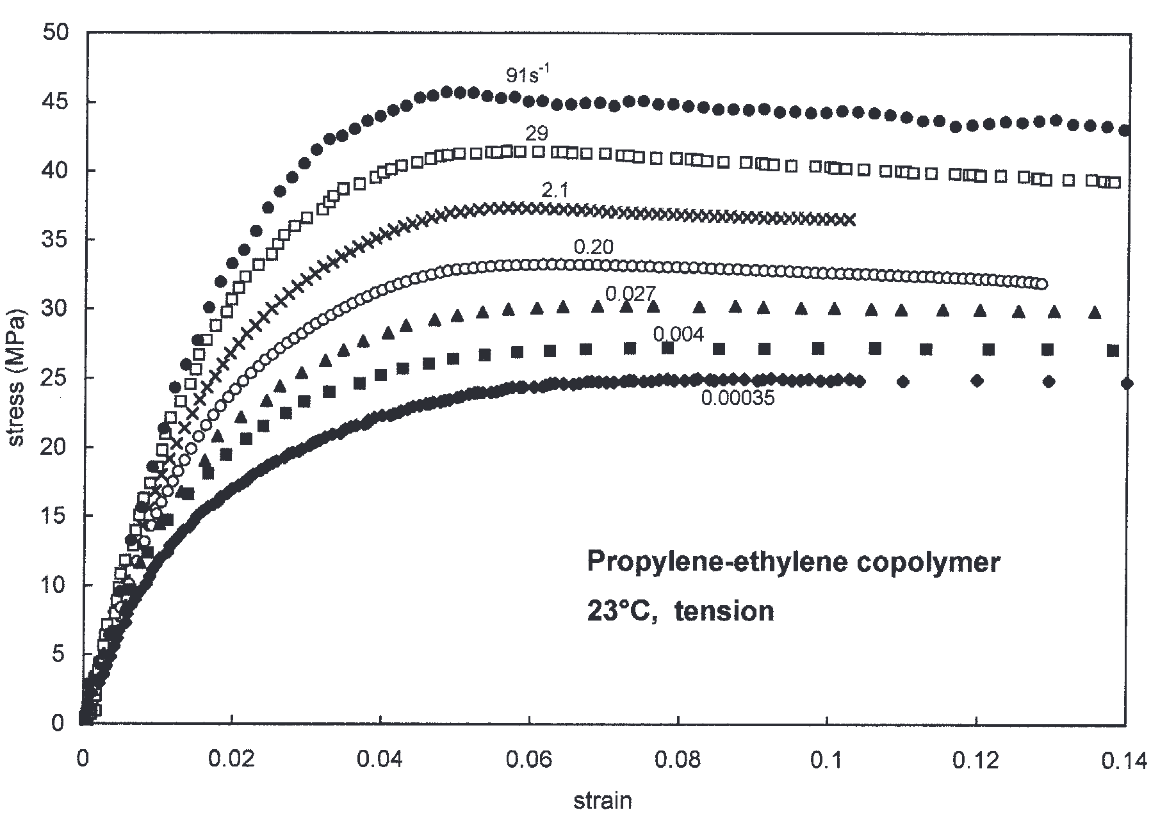 50
45
40
35
30
25
20
15
10
5
0
stress (MPa)
91s⁻¹
29
2.1
0.20
0.027
0.004
0.00035
Propylene-ethylene copolymer
23°C, tension
0 0.02 0.04 0.06 0.08 0.1 0.12 0.14
strain